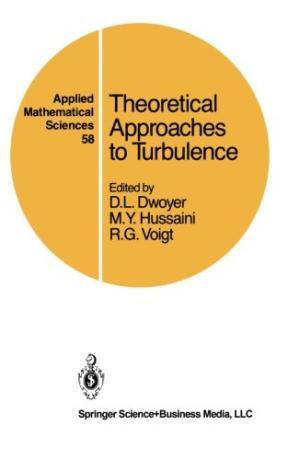 Applied
Mathematical
Sciences
58
Theoretical
Approaches
to Turbulence
Edited by
D.L. Dwoyer
M.Y. Hussaini
R.G. Voigt
Springer Science+Business Media, LLC